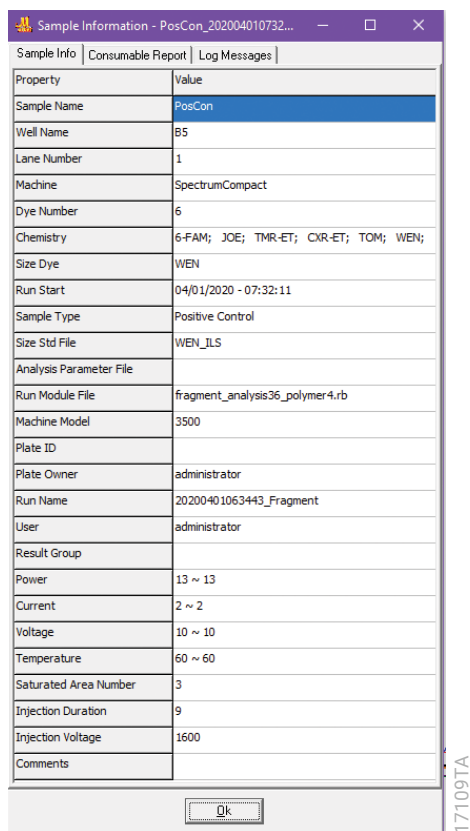 Sample Information - PosCon_202004010732...
Sample Info Consumable Report Log Messages
Property Value
Sample Name PosCon
Well Name B5
Lane Number 1
Machine SpectrumCompact
Dye Number 6
Chemistry 6-FAM; JOE; TMR-ET; CXR-ET; TOM; WEN;
Size Dye WEN
Run Start 04/01/2020 - 07:32:11
Sample Type Positive Control
Size Std File WEN_ILS
Analysis Parameter File
Run Module File fragment_analysis36_polymer4.rb
Machine Model 3500
Plate ID
Plate Owner administrator
Run Name 20200401063443_Fragment
User administrator
Result Group
Power 13 ~ 13
Current 2 ~ 2
Voltage 10 ~ 10
Temperature 60 ~ 60
Saturated Area Number 3
Injection Duration 9
Injection Voltage 1600
Comments
Ok
17109TA